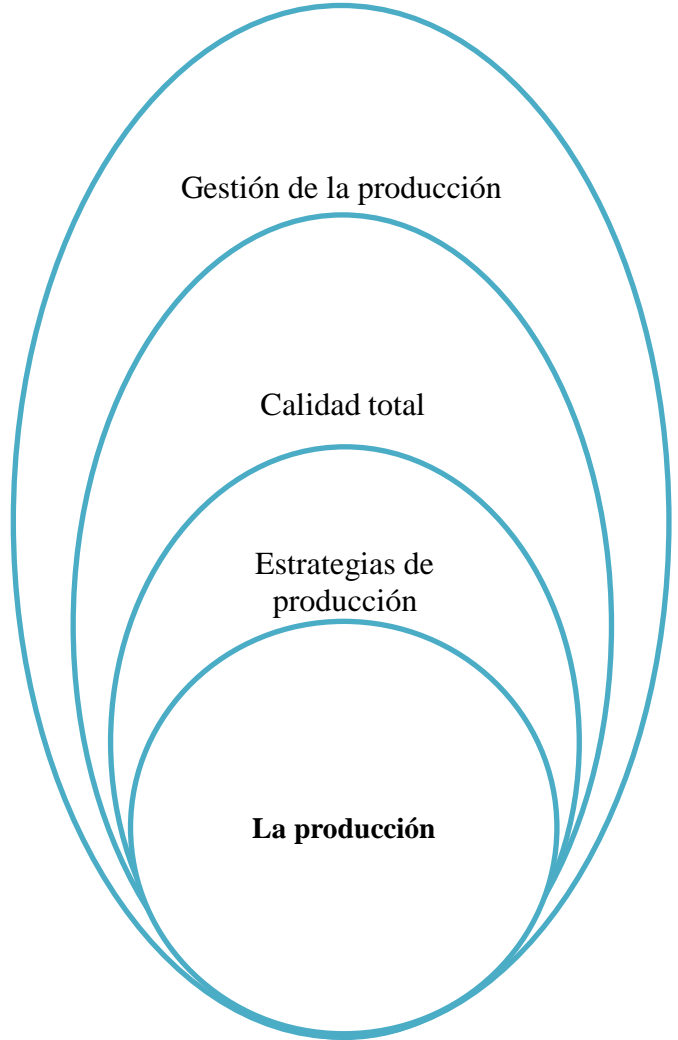 Gestión de la producción
Calidad total
Estrategias de
producción
La producción